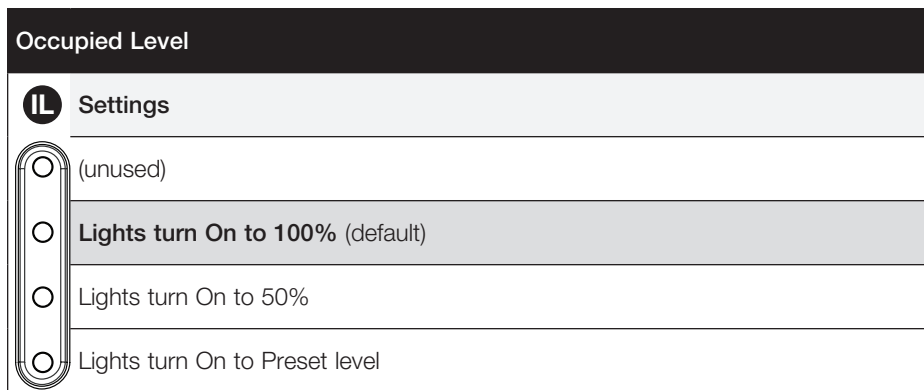 Occupied Level
IL Settings
(unused)
Lights turn On to 100% (default)
Lights turn On to 50%
Lights turn On to Preset level